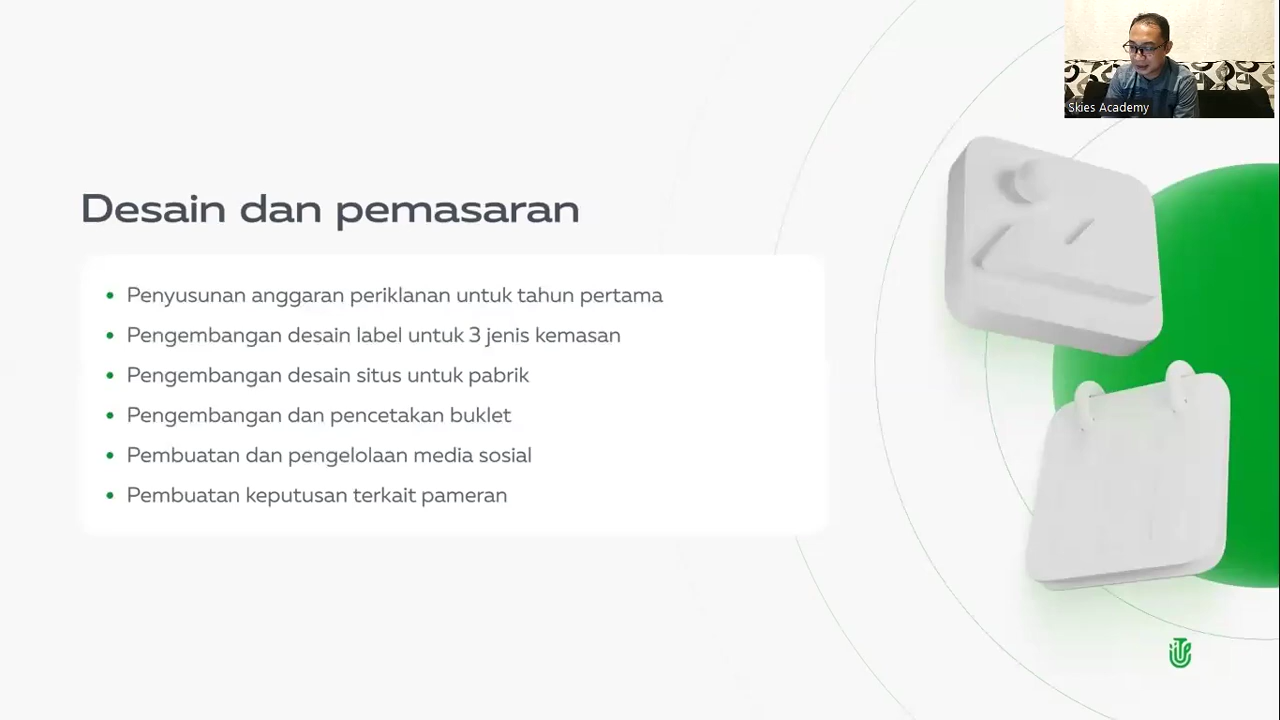 Skies Academy
Desain dan pemasaran
Penyusunan anggaran periklanan untuk tahun pertama
Pengembangan desain label untuk 3 jenis kemasan
Pengembangan desain situs untuk pabrik
Pengembangan dan pencetakan buklet
Pembuatan dan pengelolaan media sosial
Pembuatan keputusan terkait pameran